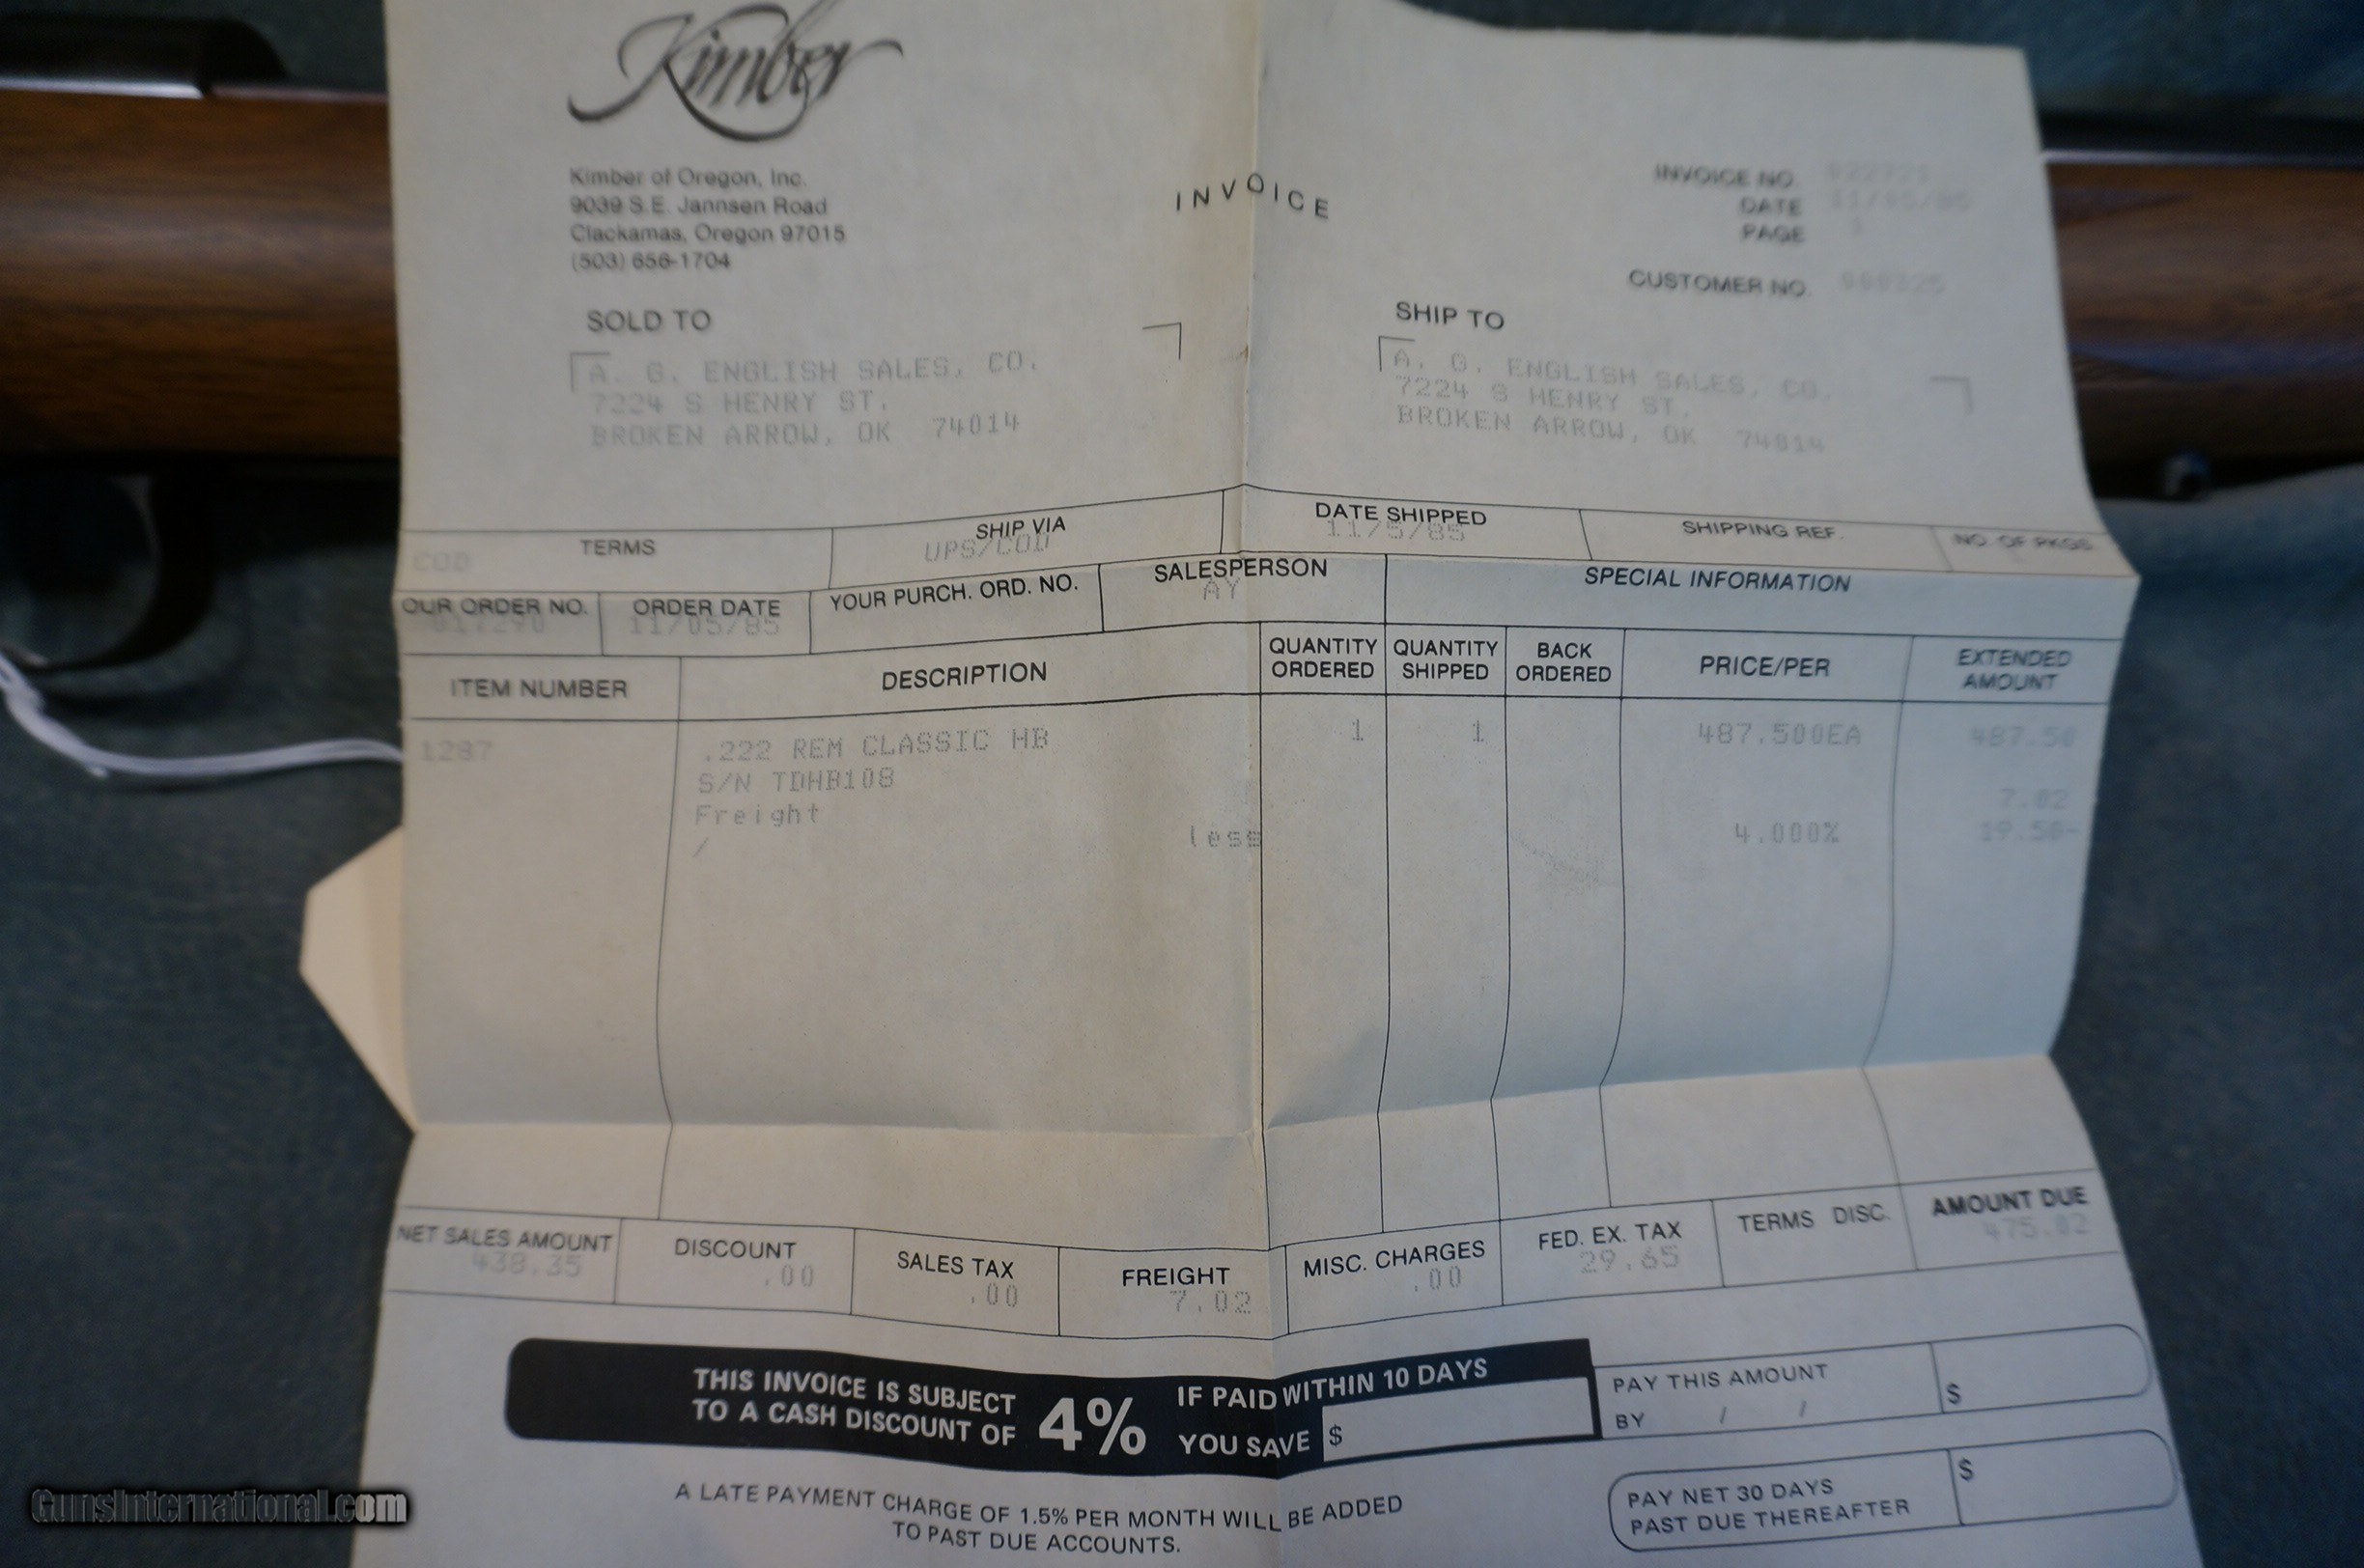 Kimber
Kimber of Oregon, Inc.
9039 S.E. Jannsen Road
Clackamas, Oregon 97015
(503) 656-1704
INVOICE
INVOICE NO.
DATE 11/05/85
PAGE 1
CUSTOMER NO.
SOLD TO
A. G. ENGLISH SALES, CO.
7224 S HENRY ST.
BROKEN ARROW, OK 74014
SHIP TO
A. G. ENGLISH SALES, CO.
7224 S HENRY ST.
BROKEN ARROW, OK 74014
TERMS
COD
SHIP VIA
UPS/COD
DATE SHIPPED
11/5/85
SHIPPING REF.
NO. OF PKGS.
OUR ORDER NO.
017290
ORDER DATE
11/05/85
YOUR PURCH. ORD. NO.
SALESPERSON
AY
SPECIAL INFORMATION
ITEM NUMBER DESCRIPTION QUANTITY ORDERED QUANTITY SHIPPED BACK ORDERED PRICE/PER EXTENDED AMOUNT
1287 .222 REM CLASSIC HB 1 1 487.500EA 487.50
S/N TDHB108
Freight 7.02
/ less 4.000% 19.50-
NET SALES AMOUNT
438.35
DISCOUNT
.00
SALES TAX
.00
FREIGHT
7.02
MISC. CHARGES
.00
FED. EX. TAX
29.65
TERMS DISC.
AMOUNT DUE
475.02
THIS INVOICE IS SUBJECT
TO A CASH DISCOUNT OF
4%
IF PAID WITHIN 10 DAYS
YOU SAVE $
PAY THIS AMOUNT
BY / / $
A LATE PAYMENT CHARGE OF 1.5% PER MONTH WILL BE ADDED
TO PAST DUE ACCOUNTS.
PAY NET 30 DAYS
PAST DUE THEREAFTER $
GunsInternational.com